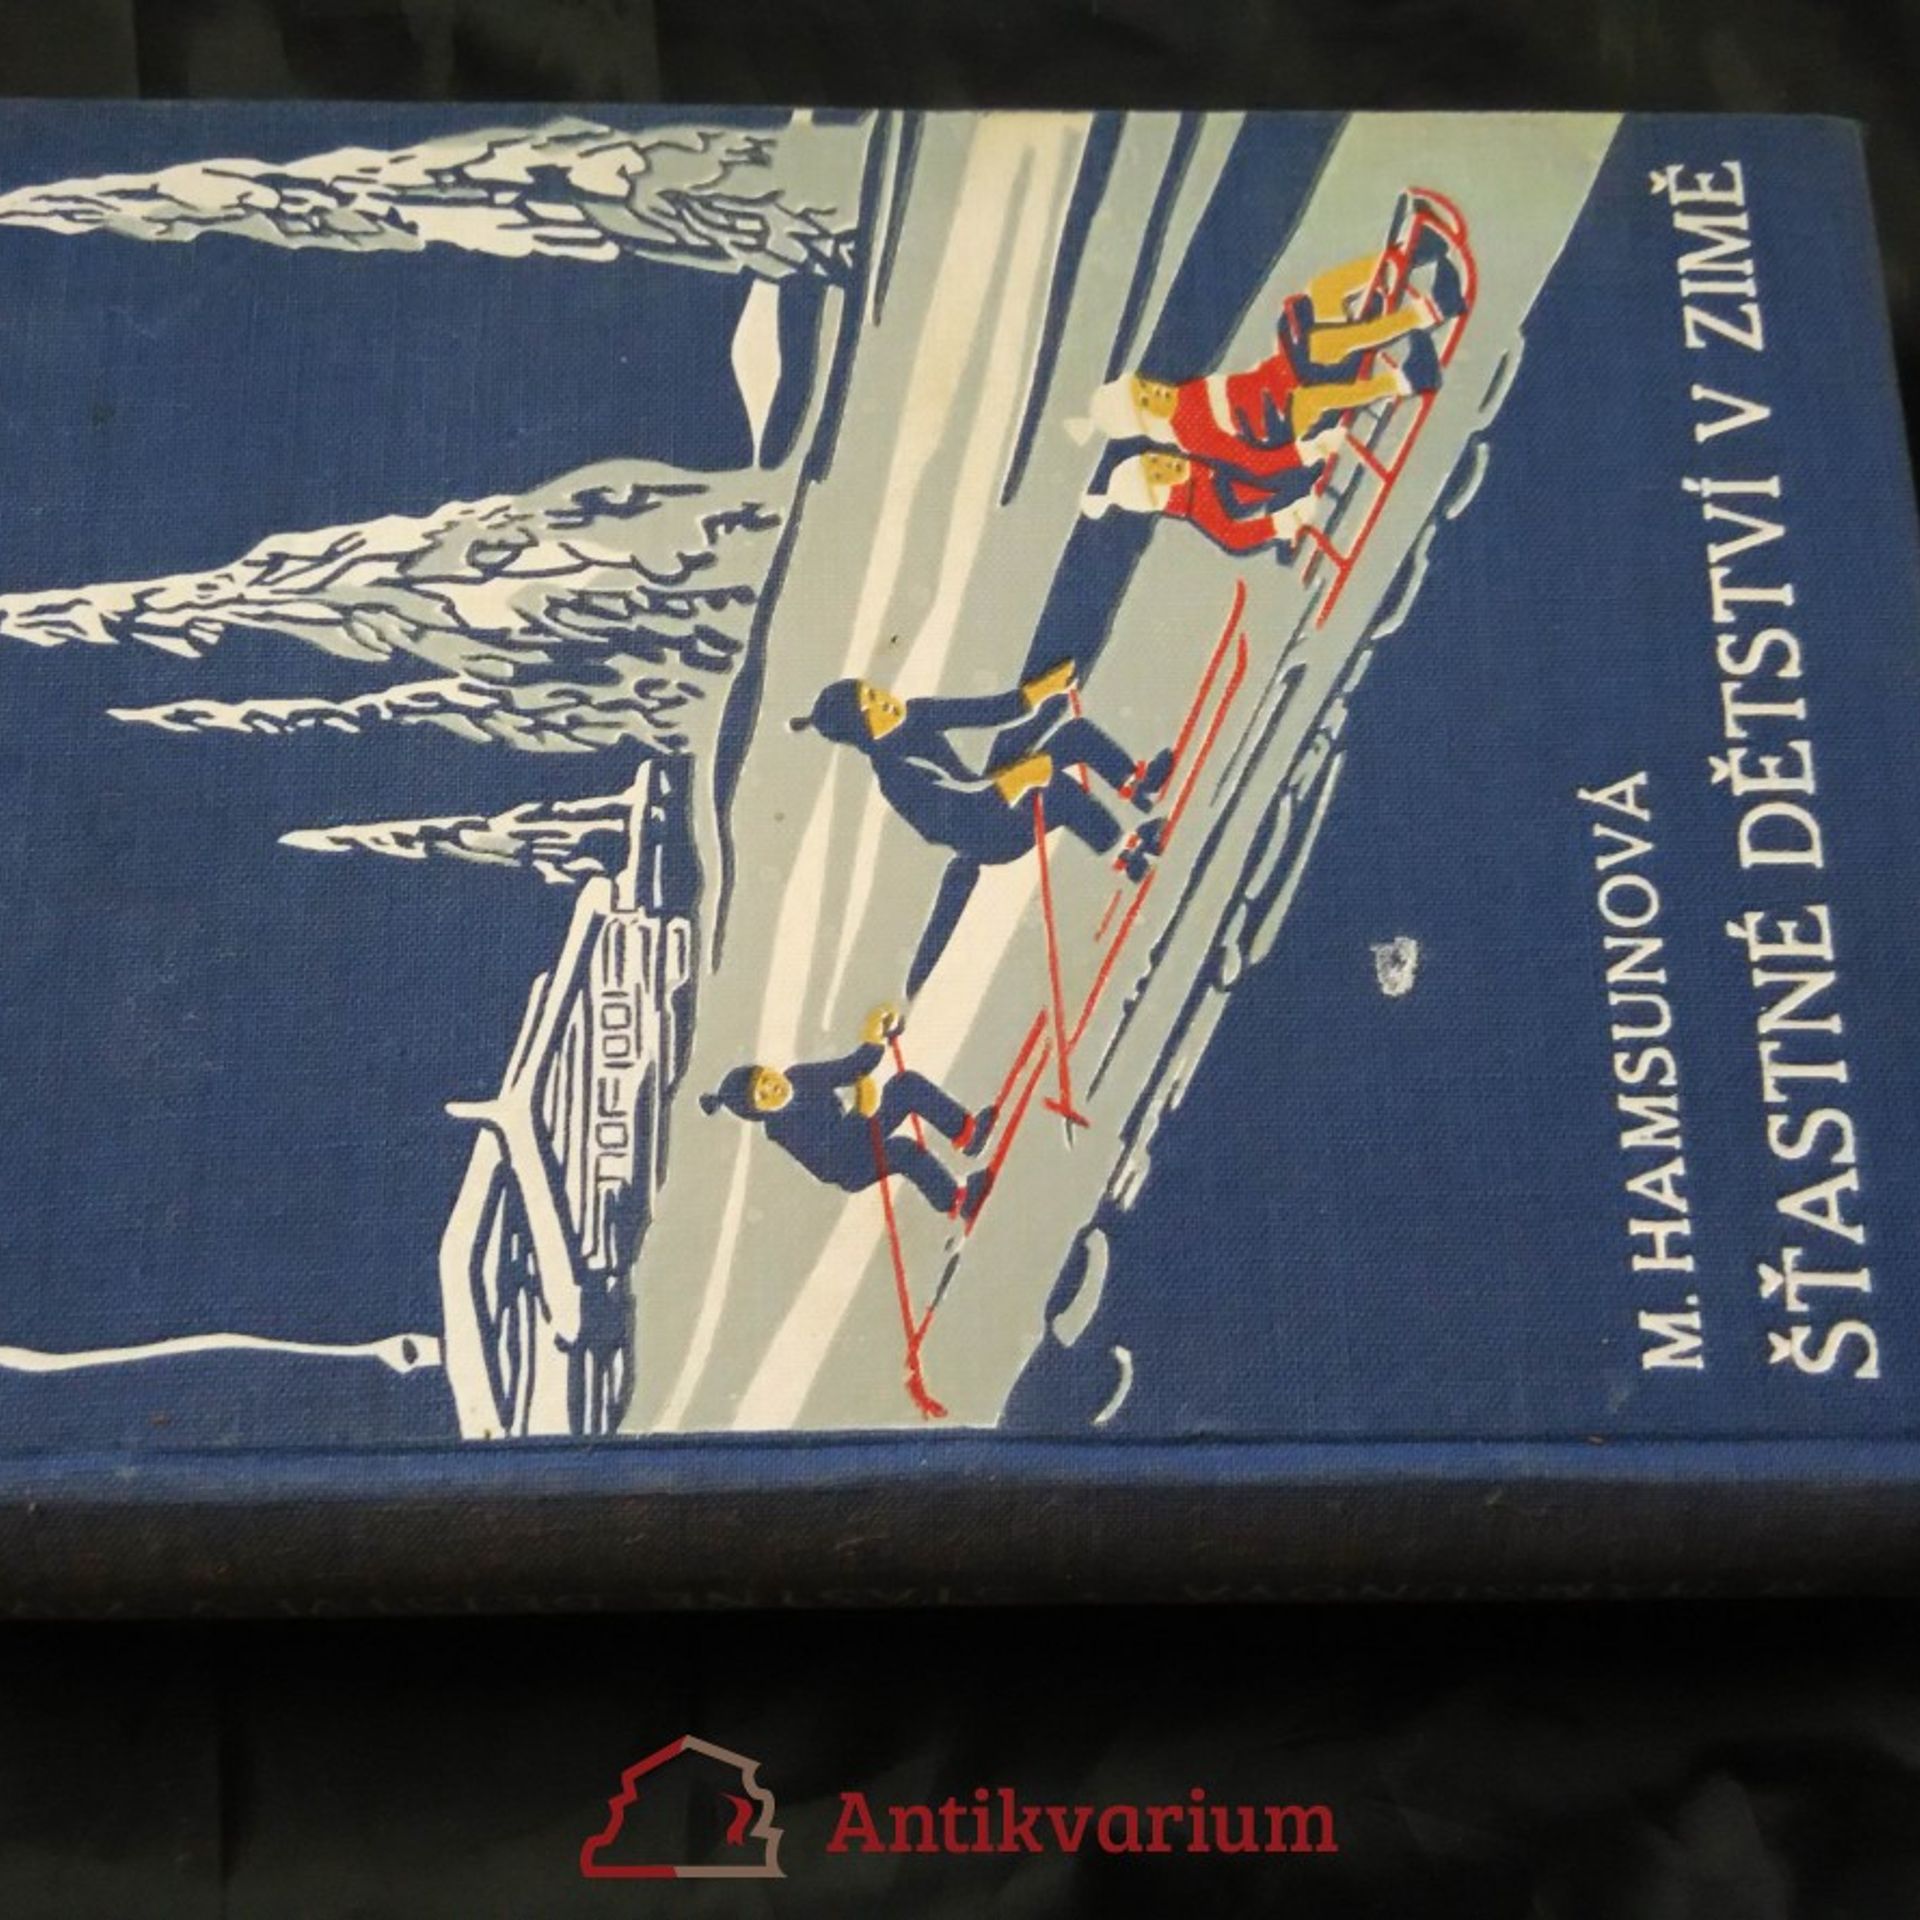 M. HAMSUNOVÁ
ŠŤASTNÉ DĚTSTVÍ V ZIMĚ
Antikvarium